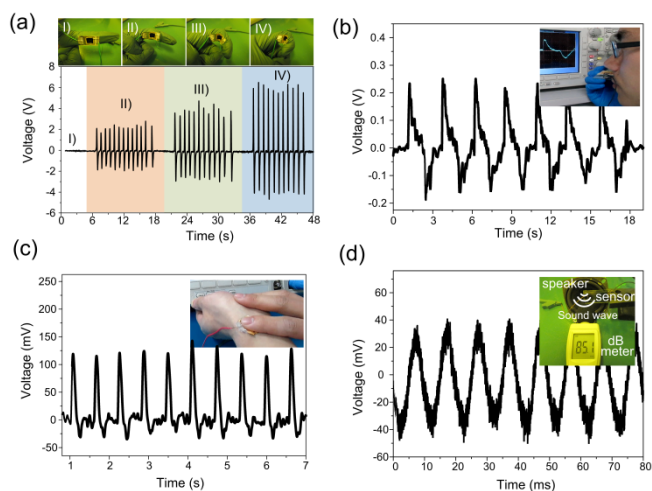 (a)
I)
II)
III)
IV)
Voltage (V)
8
6
4
2
0
-2
-4
-6
I)
II)
III)
IV)
0 6 12 18 24 30 36 42 48
Time (s)
(b)
Voltage (V)
0.4
0.3
0.2
0.1
0.0
-0.1
-0.2
0 3 6 9 12 15 18
Time (s)
(c)
Voltage (mV)
250
200
150
100
50
0
-50
1 2 3 4 5 6 7
Time (s)
(d)
Voltage (mV)
60
40
20
0
-20
-40
-60
speaker
sensor
Sound wave
dB
meter
85.1
0 10 20 30 40 50 60 70 80
Time (ms)